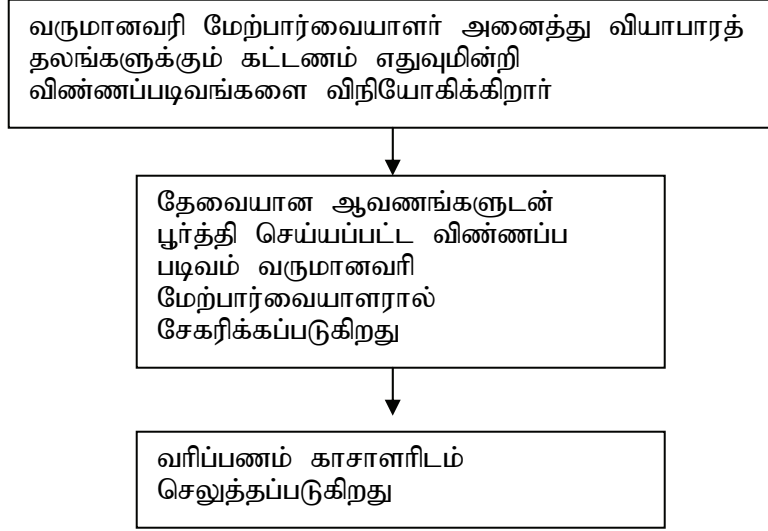 வருமானவரி மேற்பார்வையாளர் அனைத்து வியாபாரத்
தலங்களுக்கும் கட்டணம் எதுவுமின்றி
விண்ணப்படிவங்களை விநியோகிக்கிறார்
தேவையான ஆவணங்களுடன்
பூர்த்தி செய்யப்பட்ட விண்ணப்ப
படிவம் வருமானவரி
மேற்பார்வையாளரால்
சேகரிக்கப்படுகிறது
வரிப்பணம் காசாளரிடம்
செலுத்தப்படுகிறது